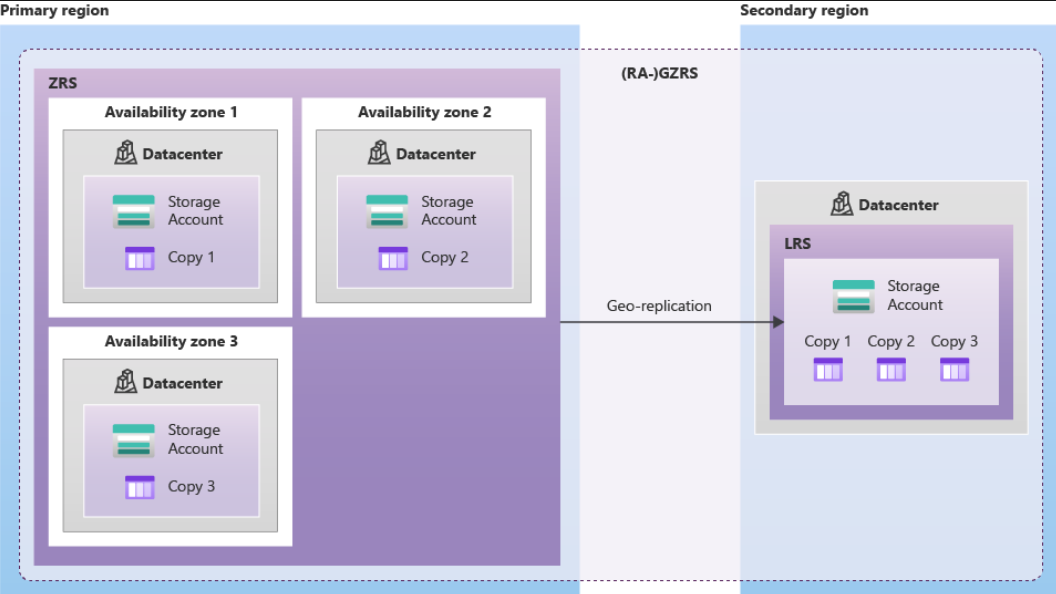 Primary region
Secondary region
(RA-)GZRS
ZRS
Availability zone 1
Datacenter
Storage
Account
Copy 1
Availability zone 2
Datacenter
Storage
Account
Copy 2
Availability zone 3
Datacenter
Storage
Account
Copy 3
Geo-replication
Datacenter
LRS
Storage
Account
Copy 1 Copy 2 Copy 3